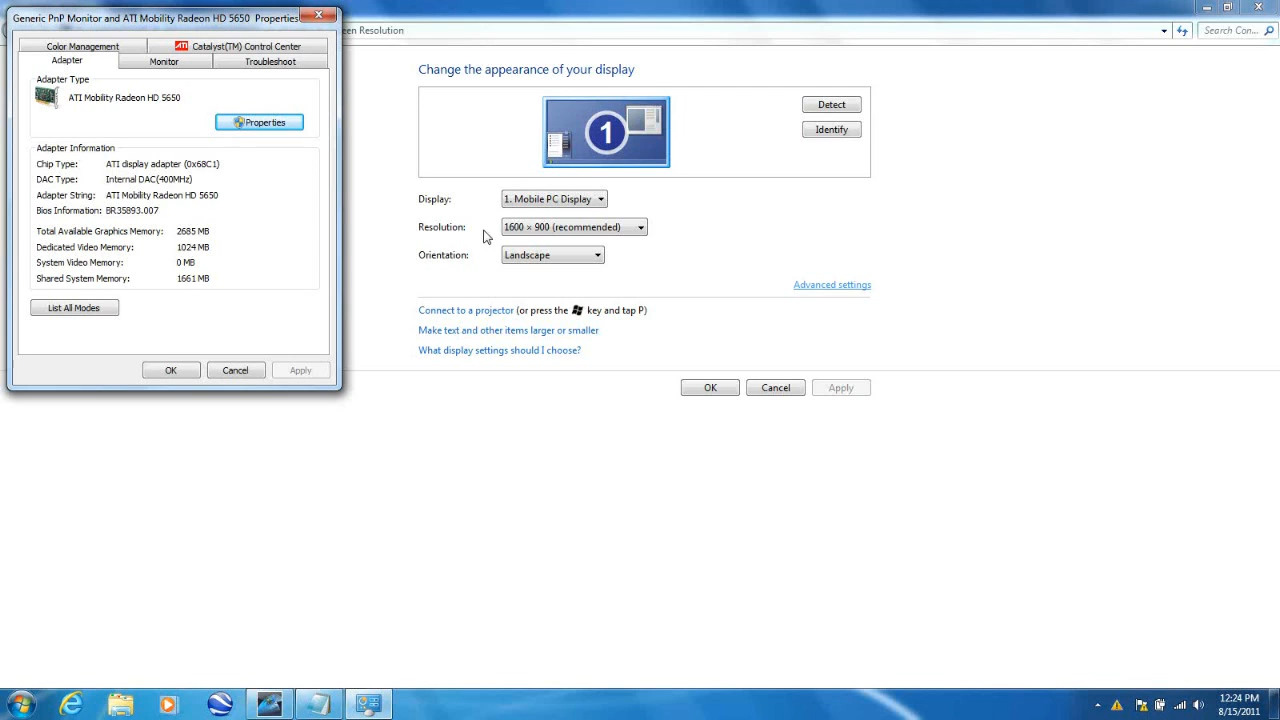 Generic PnP Monitor and ATI Mobility Radeon HD 5650 Properties
Color Management
ATI Catalyst(TM) Control Center
Adapter
Monitor
Troubleshoot
Adapter Type
ATI Mobility Radeon HD 5650
Properties
Adapter Information
Chip Type: ATI display adapter (0x68C1)
DAC Type: Internal DAC(400MHz)
Adapter String: ATI Mobility Radeon HD 5650
Bios Information: BR35893.007
Total Available Graphics Memory: 2685 MB
Dedicated Video Memory: 1024 MB
System Video Memory: 0 MB
Shared System Memory: 1661 MB
List All Modes
OK
Cancel
Apply
een Resolution
Search Con...
Change the appearance of your display
1
Detect
Identify
Display: 1. Mobile PC Display
Resolution: 1600 × 900 (recommended)
Orientation: Landscape
Advanced settings
Connect to a projector (or press the key and tap P)
Make text and other items larger or smaller
What display settings should I choose?
OK
Cancel
Apply
12:24 PM
8/15/2011